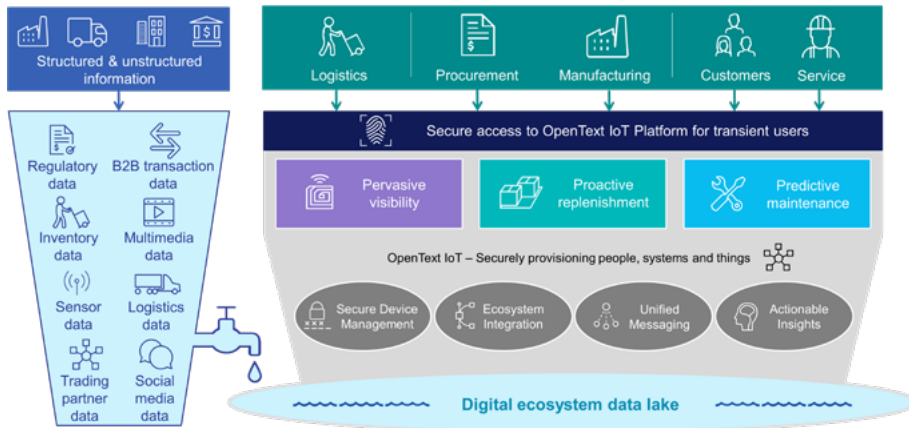 Structured & unstructured
information
Regulatory
data
B2B transaction
data
Inventory
data
Multimedia
data
Sensor
data
Logistics
data
Trading
partner
data
Social
media
data
Logistics
Procurement
Manufacturing
Customers
Service
Secure access to OpenText IoT Platform for transient users
Pervasive
visibility
Proactive
replenishment
Predictive
maintenance
OpenText IoT – Securely provisioning people, systems and things
Secure Device
Management
Ecosystem
Integration
Unified
Messaging
Actionable
Insights
Digital ecosystem data lake